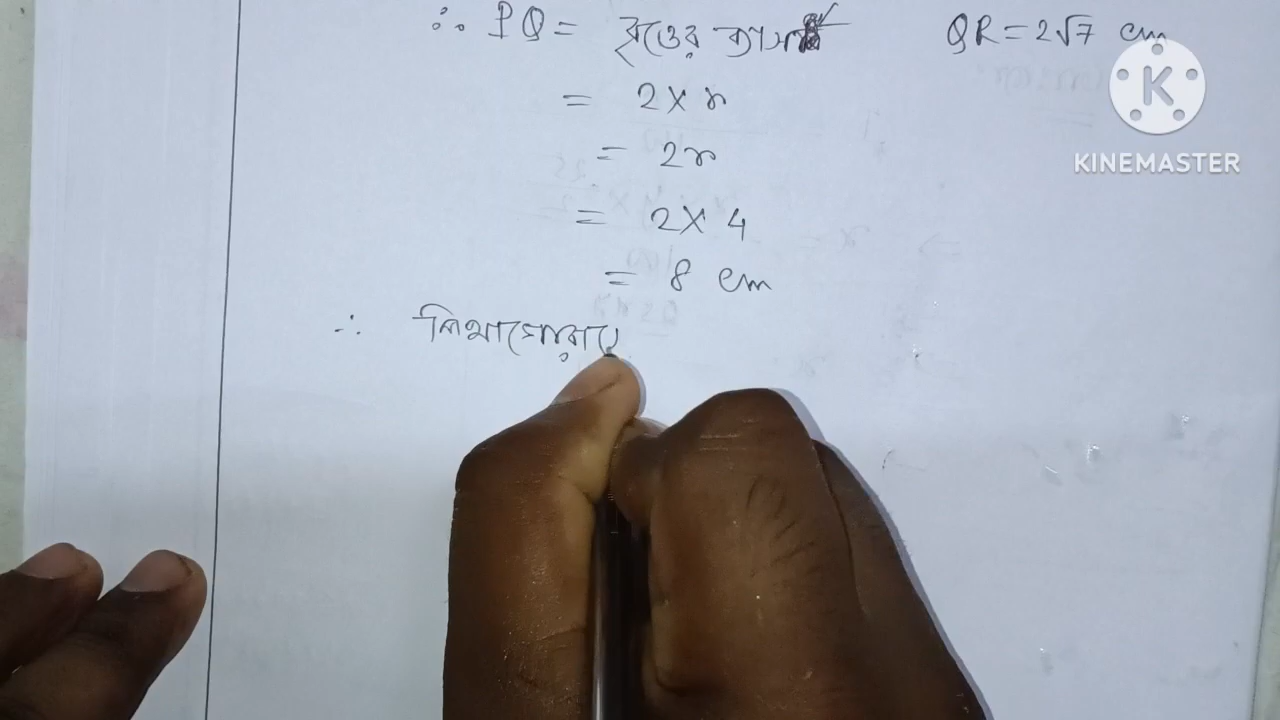 ∴ PQ = বৃত্তের ব্যাস QR = 2√7 cm
= 2 × r
= 2r
= 2 × 4
= 8 cm
∴ পিথাগোরাসে
K
KINEMASTER